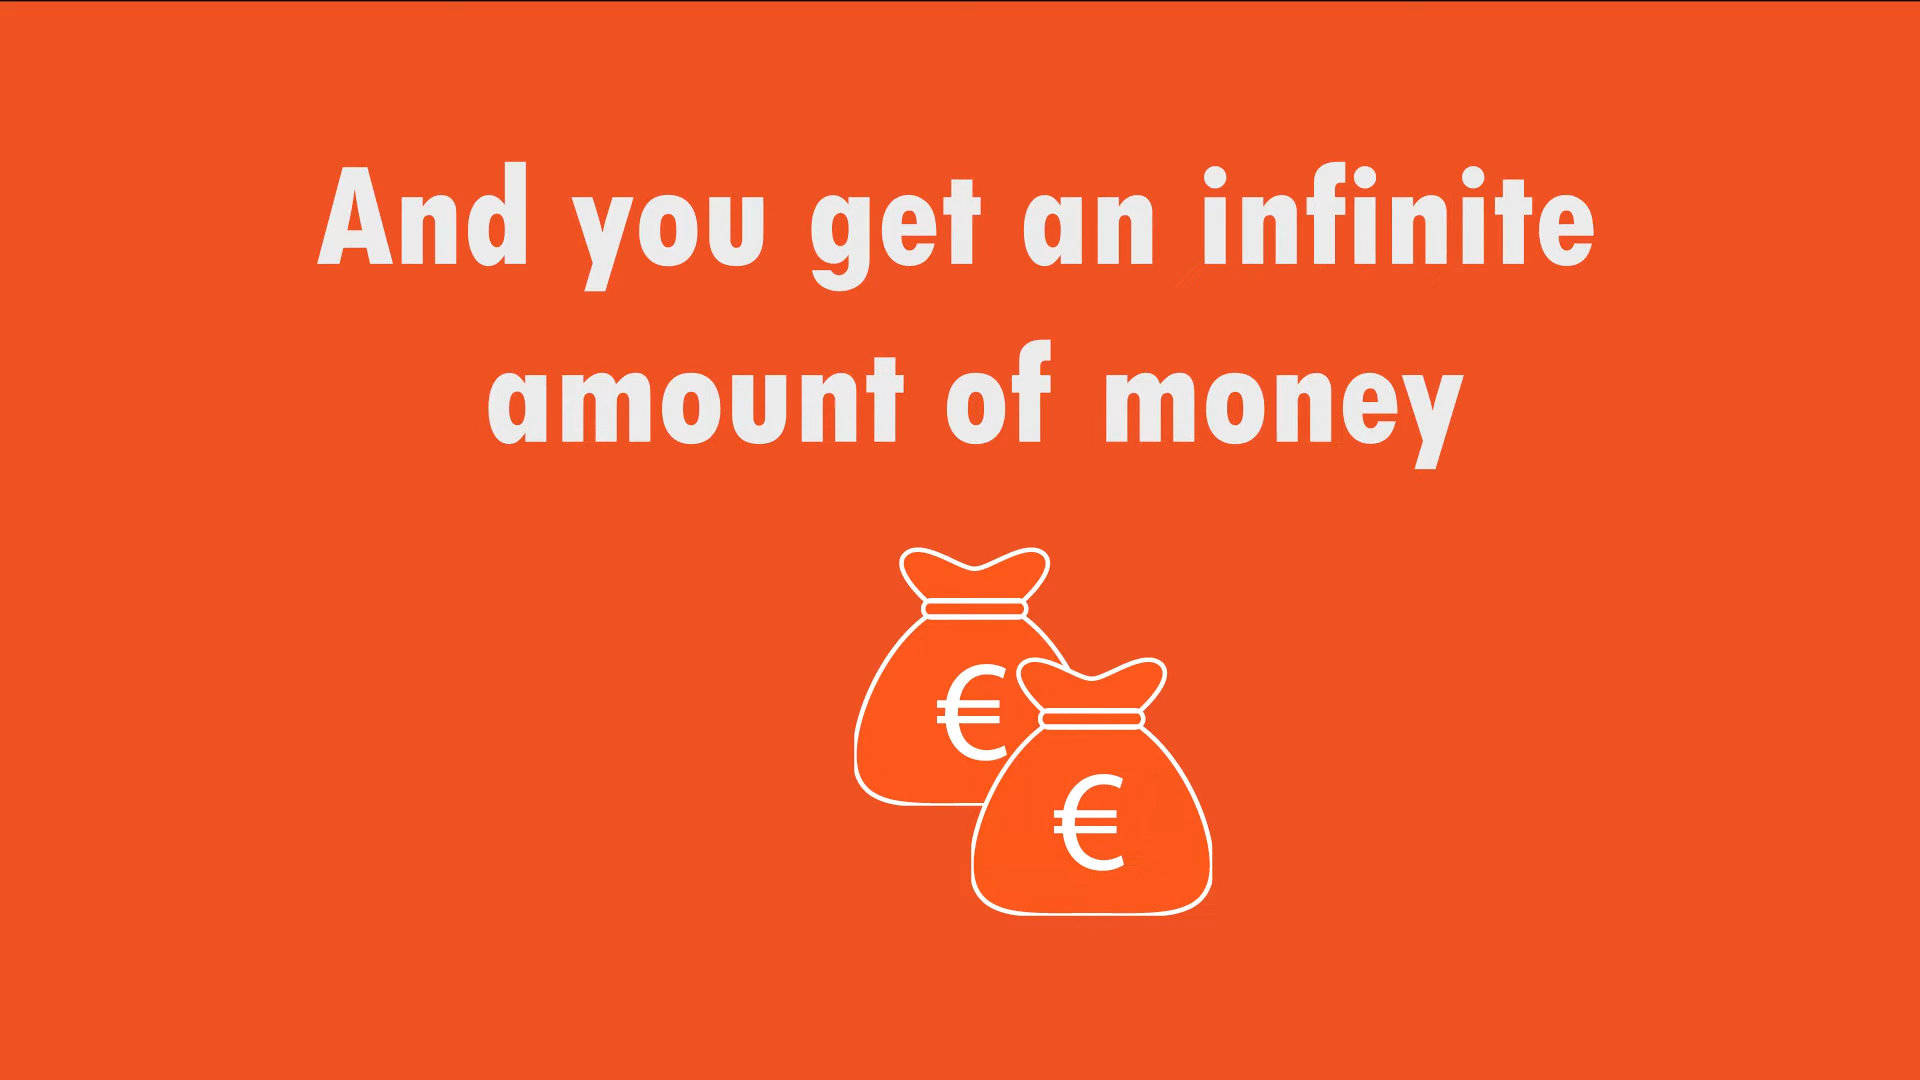 And you get an infinite
amount of money
€
€